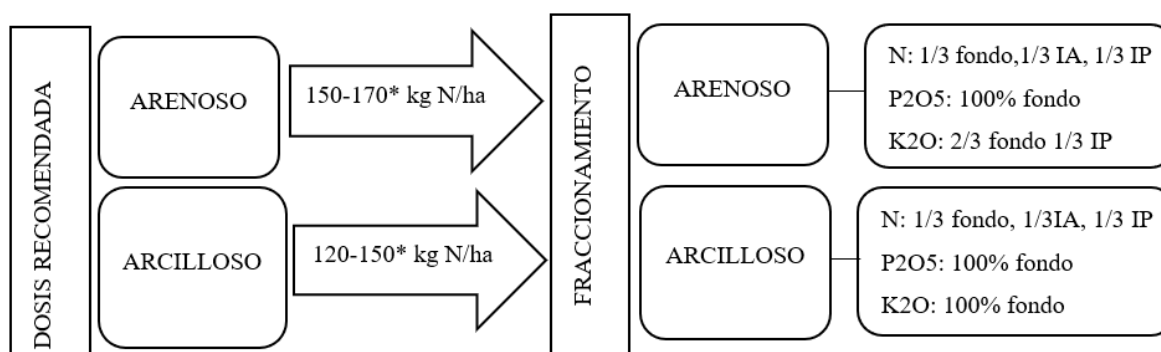 DOSIS RECOMENDADA
ARENOSO
150-170* kg N/ha
ARCILLOSO
120-150* kg N/ha
FRACCIONAMIENTO
ARENOSO
N: 1/3 fondo,1/3 IA, 1/3 IP
P2O5: 100% fondo
K2O: 2/3 fondo 1/3 IP
ARCILLOSO
N: 1/3 fondo, 1/3IA, 1/3 IP
P2O5: 100% fondo
K2O: 100% fondo